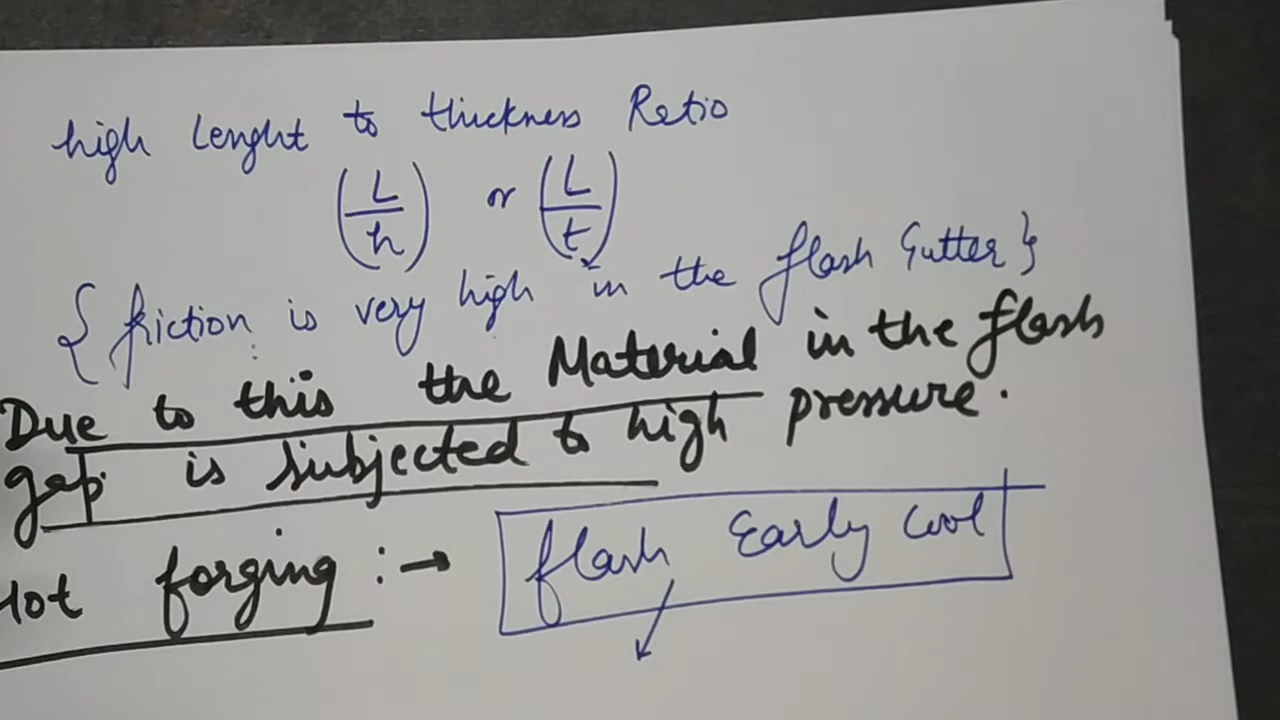 high Lenght to thickness Ratio
(L/h) or (L/t)
{ friction is very high in the flash Gutter }
Due to this the Material in the flash
gap is subjected to high pressure.
Hot forging :→ flash Early Cool